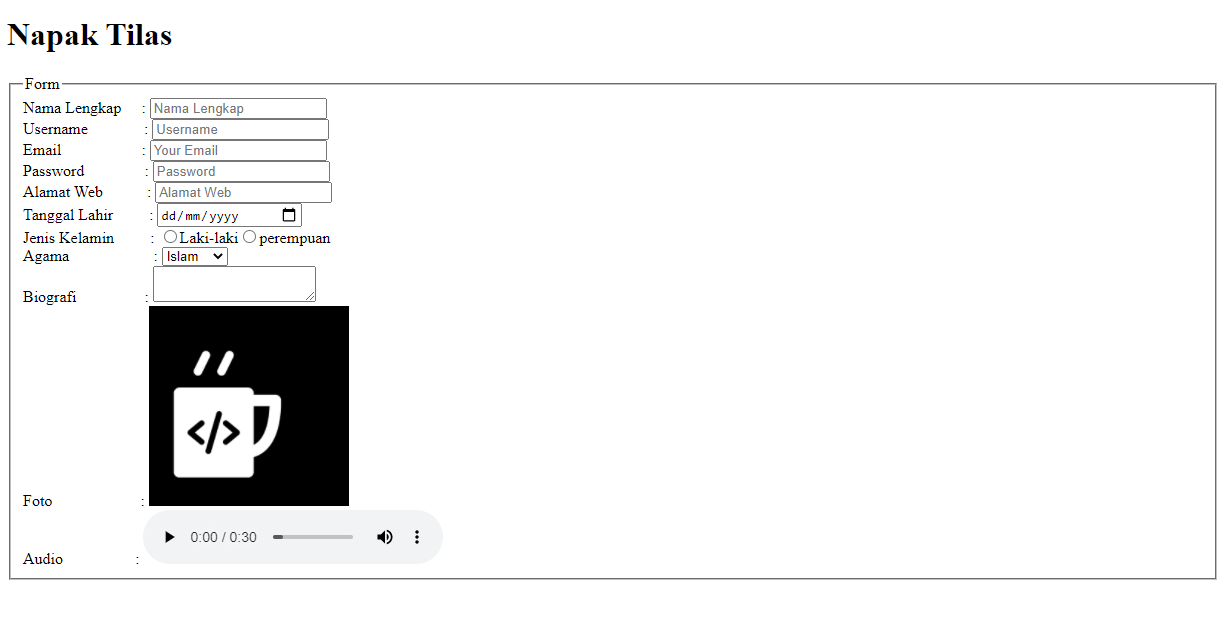 Napak Tilas
Form
Nama Lengkap : Nama Lengkap
Username : Username
Email : Your Email
Password : Password
Alamat Web : Alamat Web
Tanggal Lahir : dd/mm/yyyy
Jenis Kelamin : Laki-laki perempuan
Agama : Islam
Biografi :
</>
Foto :
0:00 / 0:30
Audio :